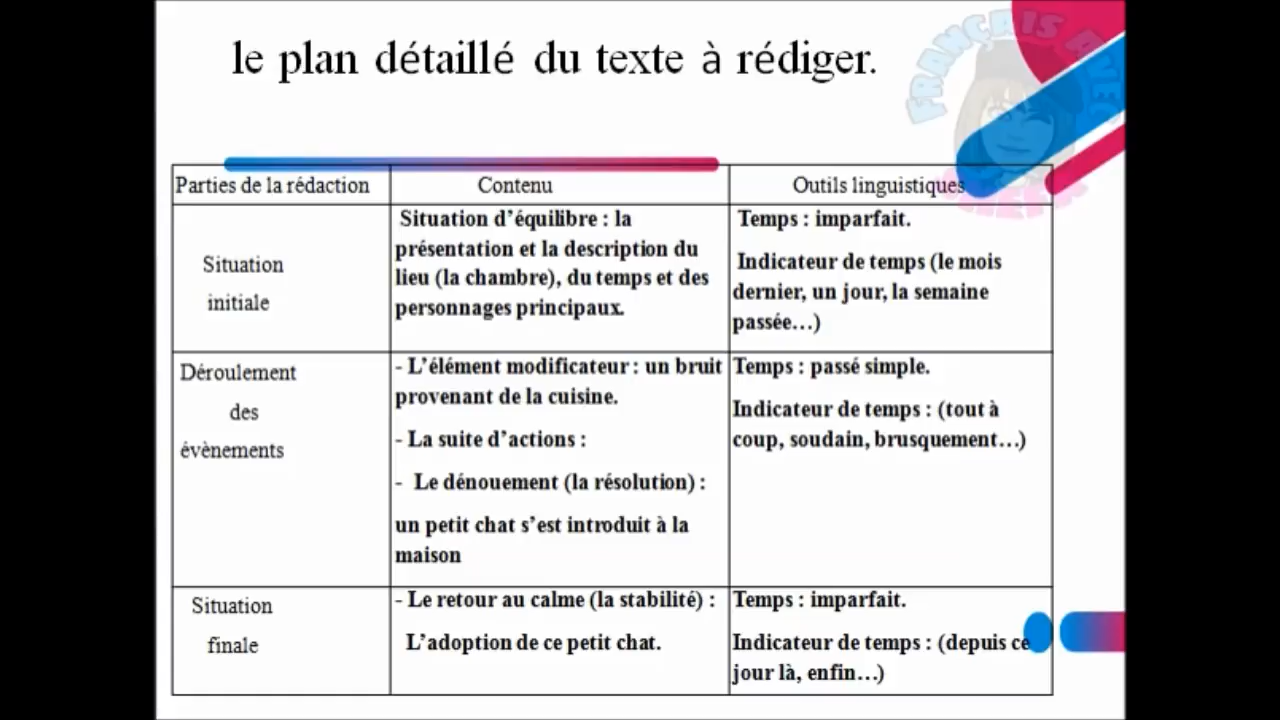 FRANÇAIS AVEC
le plan détaillé du texte à rédiger.
Parties de la rédaction
Contenu
Outils linguistiques
Situation
initiale
Situation d’équilibre : la
présentation et la description du
lieu (la chambre), du temps et des
personnages principaux.
Temps : imparfait.
Indicateur de temps (le mois
dernier, un jour, la semaine
passée…)
Déroulement
des
évènements
- L’élément modificateur : un bruit
provenant de la cuisine.
- La suite d’actions :
- Le dénouement (la résolution) :
un petit chat s’est introduit à la
maison
Temps : passé simple.
Indicateur de temps : (tout à
coup, soudain, brusquement…)
Situation
finale
- Le retour au calme (la stabilité) :
L’adoption de ce petit chat.
Temps : imparfait.
Indicateur de temps : (depuis ce
jour là, enfin…)